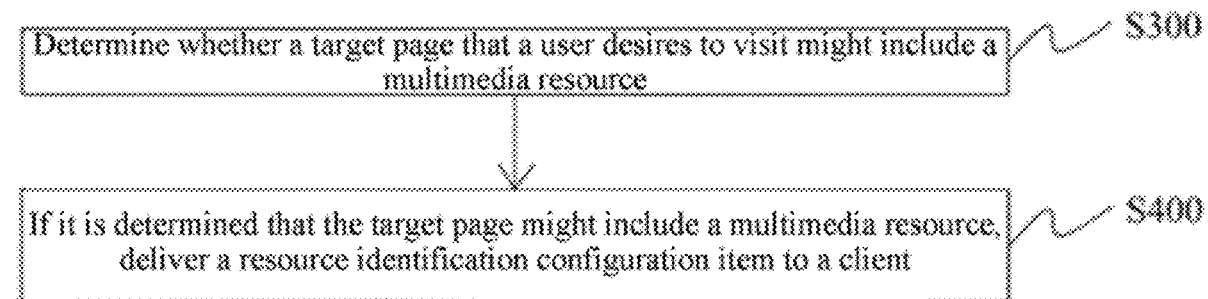 Determine whether a target page that a user desires to visit might include a
multimedia resource
S300
If it is determined that the target page might include a multimedia resource,
deliver a resource identification configuration item to a client
S400